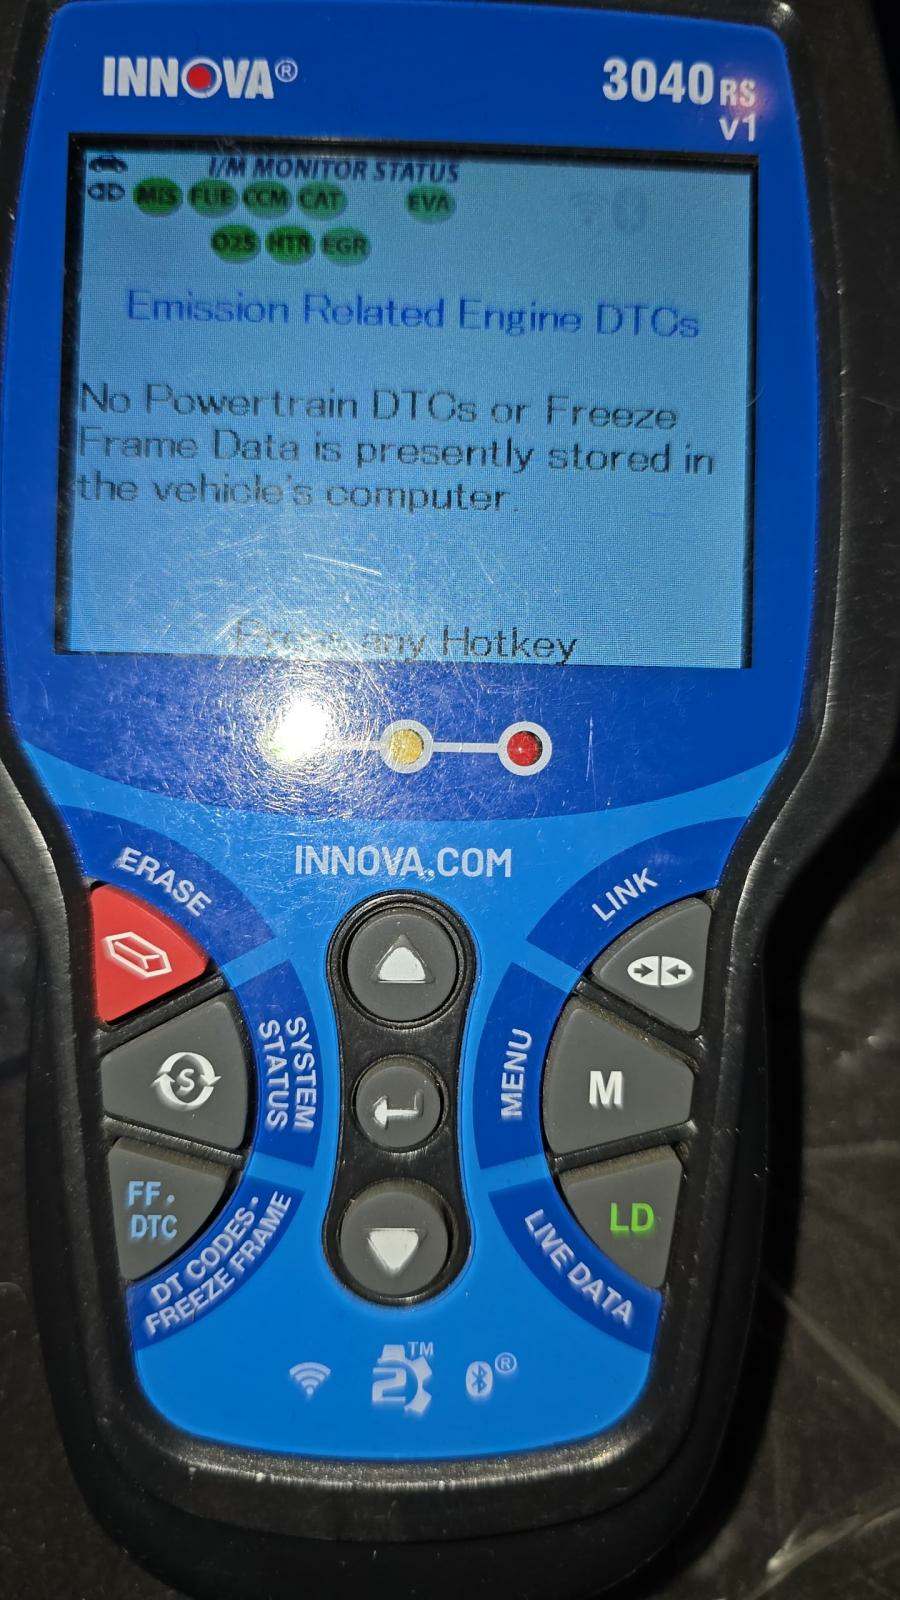 INNOVA®
3040RS
v1
I/M MONITOR STATUS
MIS FUE CCM CAT EVA
O2S HTR EGR
Emission Related Engine DTCs
No Powertrain DTCs or Freeze
Frame Data is presently stored in
the vehicle's computer.
Press any Hotkey
INNOVA.COM
ERASE
LINK
SYSTEM
STATUS
S
MENU
M
FF.
DTC
DT CODES•
FREEZE FRAME
LIVE DATA
LD
2 TM
®